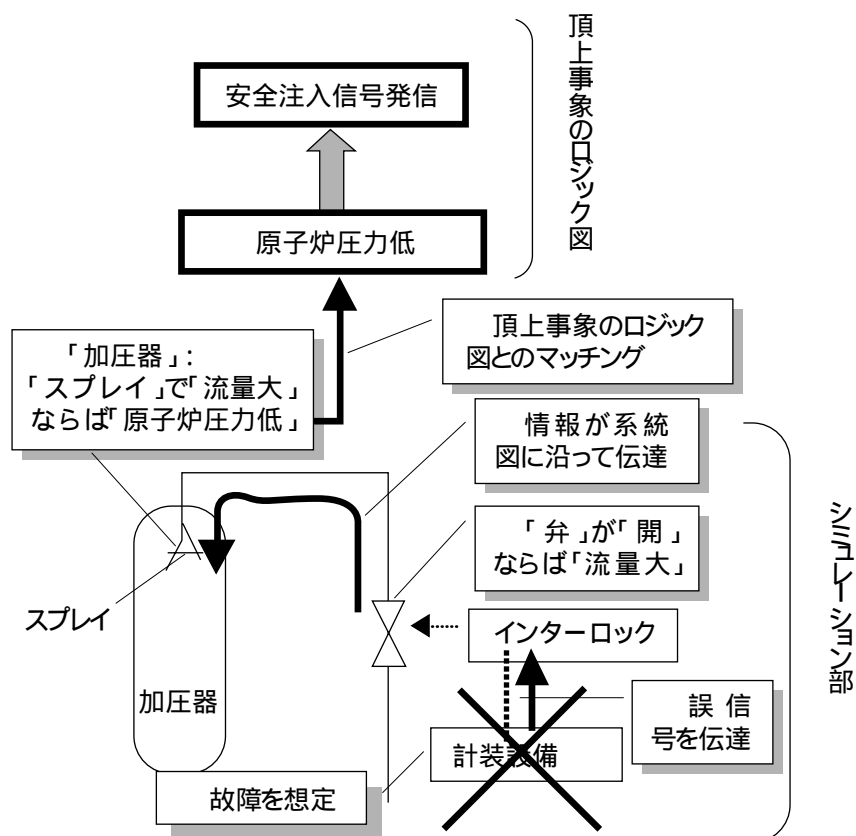 頂上事象のロジック図
安全注入信号発信
原子炉圧力低
頂上事象のロジック
図とのマッチング
「加圧器」:
「スプレイ」で「流量大」
ならば「原子炉圧力低」
情報が系統
図に沿って伝達
「弁」が「開」
ならば「流量大」
シミュレーション部
スプレイ
インターロック
加圧器
誤信
号を伝達
計装設備
故障を想定